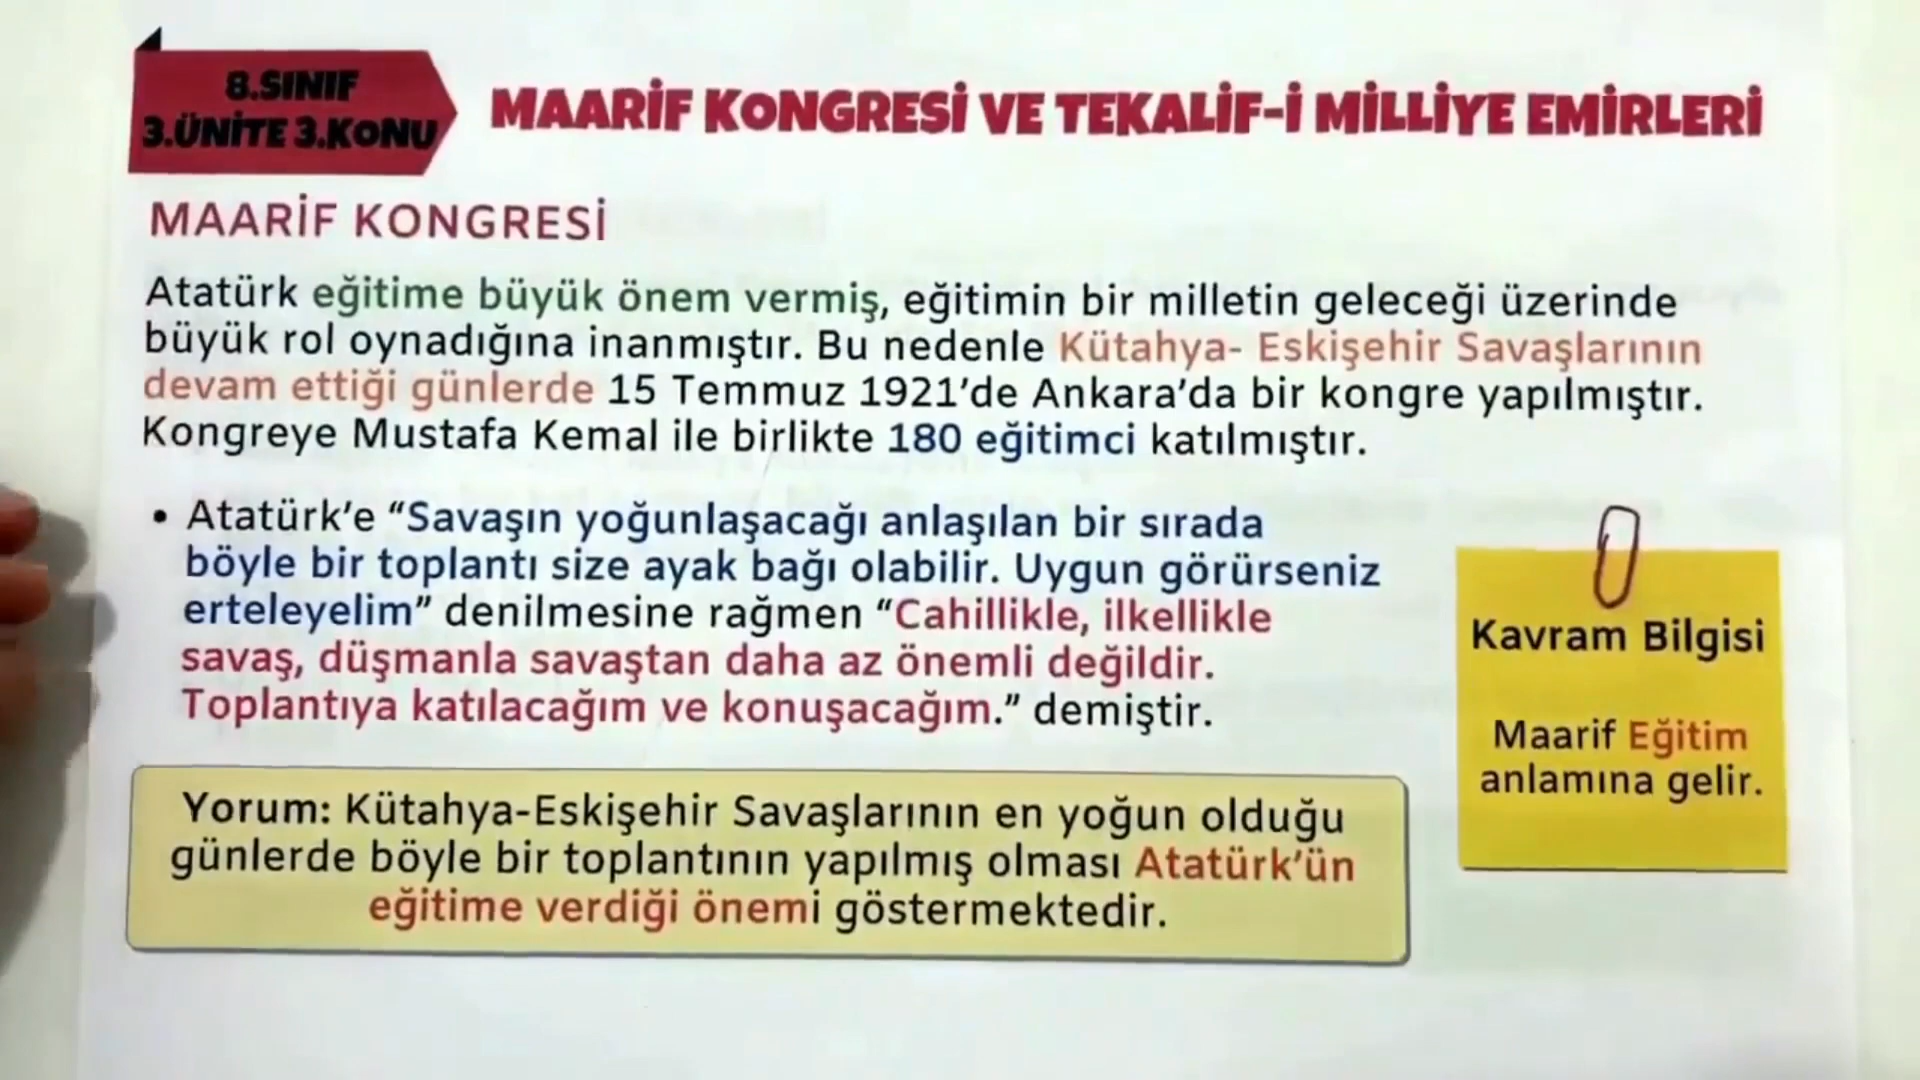 8.SINIF
3.ÜNİTE 3.KONU
MAARİF KONGRESİ VE TEKALİF-İ MİLLİYE EMİRLERİ
MAARİF KONGRESİ
Atatürk eğitime büyük önem vermiş, eğitimin bir milletin geleceği üzerinde
büyük rol oynadığına inanmıştır. Bu nedenle Kütahya- Eskişehir Savaşlarının
devam ettiği günlerde 15 Temmuz 1921'de Ankara'da bir kongre yapılmıştır.
Kongreye Mustafa Kemal ile birlikte 180 eğitimci katılmıştır.
• Atatürk'e “Savaşın yoğunlaşacağı anlaşılan bir sırada
böyle bir toplantı size ayak bağı olabilir. Uygun görürseniz
erteleyelim” denilmesine rağmen “Cahillikle, ilkellikle
savaş, düşmanla savaştan daha az önemli değildir.
Toplantıya katılacağım ve konuşacağım.” demiştir.
Kavram Bilgisi
Maarif Eğitim
anlamına gelir.
Yorum: Kütahya-Eskişehir Savaşlarının en yoğun olduğu
günlerde böyle bir toplantının yapılmış olması Atatürk'ün
eğitime verdiği önemi göstermektedir.